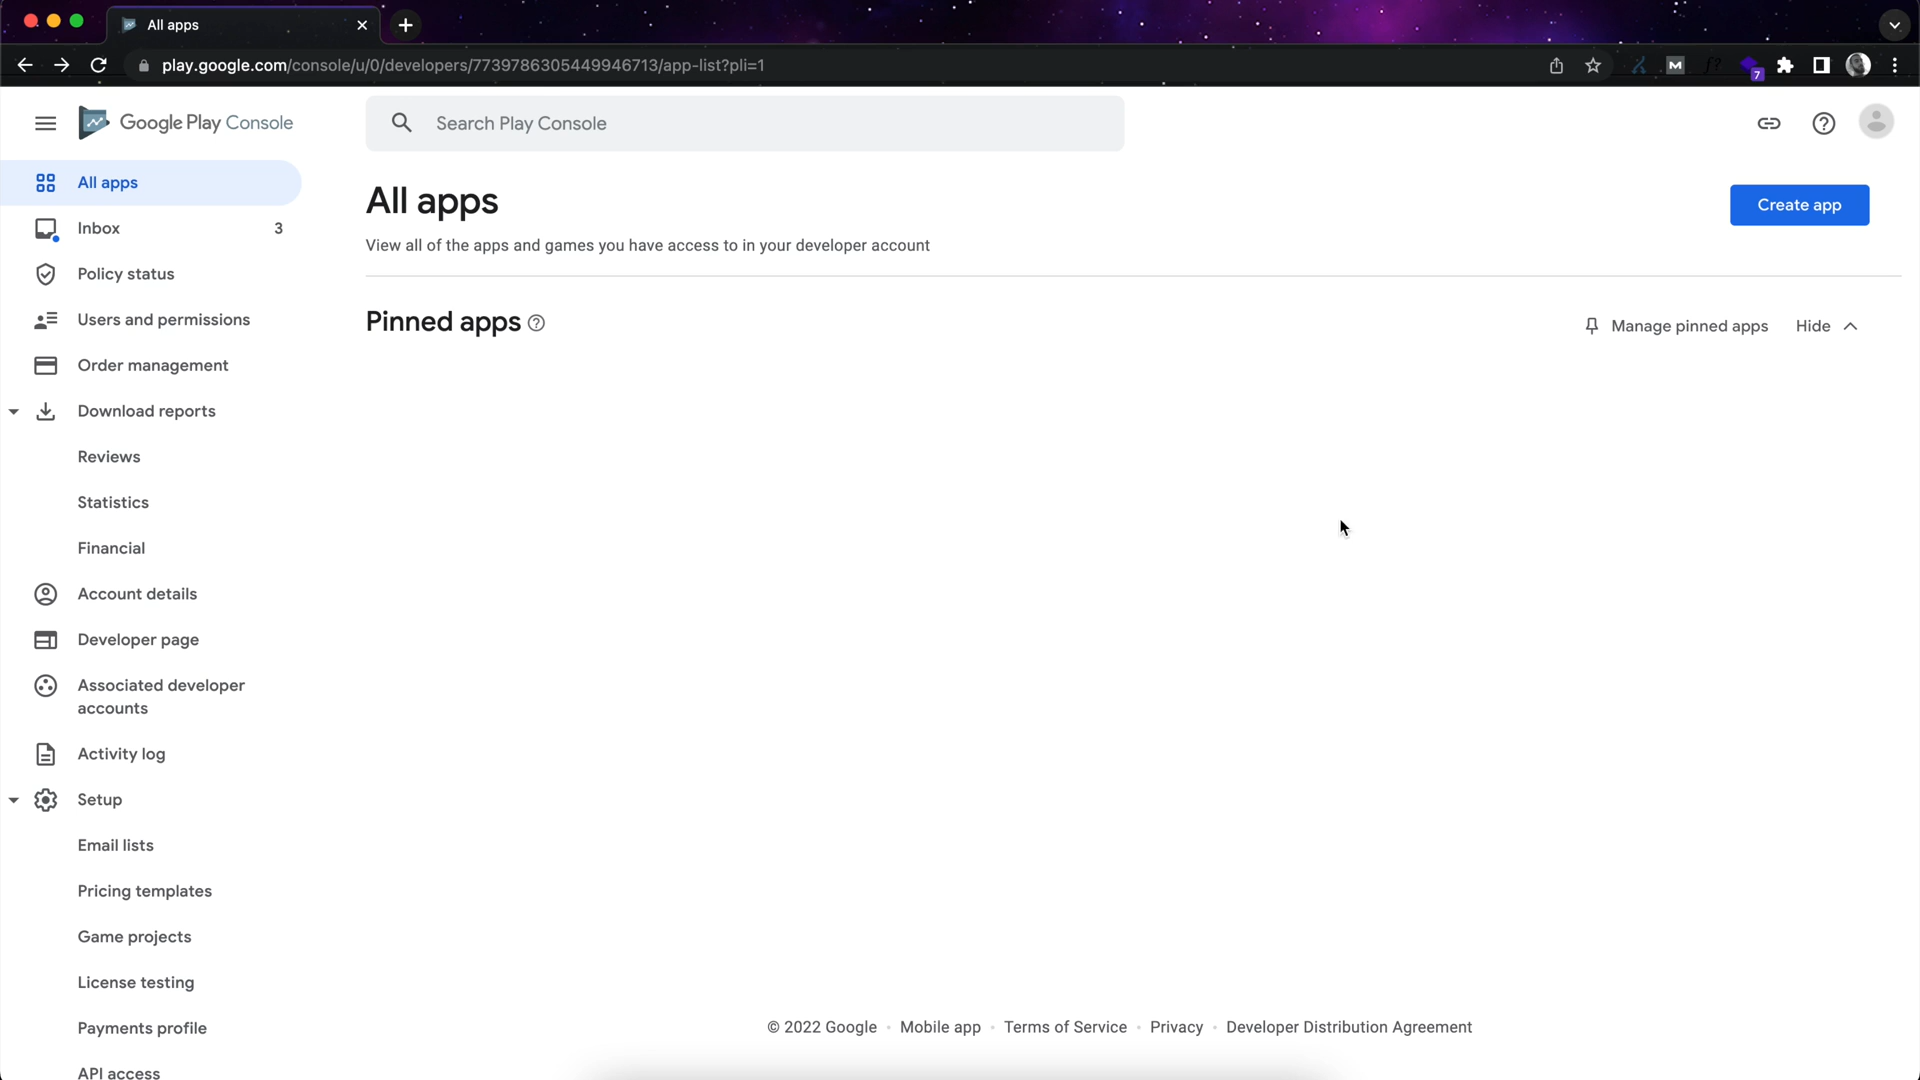 All apps
play.google.com/console/u/0/developers/7739786305449946713/app-list?pli=1
7
Google Play Console
Search Play Console
All apps
Inbox 3
Policy status
Users and permissions
Order management
Download reports
Reviews
Statistics
Financial
Account details
Developer page
Associated developer
accounts
Activity log
Setup
Email lists
Pricing templates
Game projects
License testing
Payments profile
API access
All apps
Create app
View all of the apps and games you have access to in your developer account
Pinned apps
Manage pinned apps
Hide
© 2022 Google · Mobile app · Terms of Service · Privacy · Developer Distribution Agreement